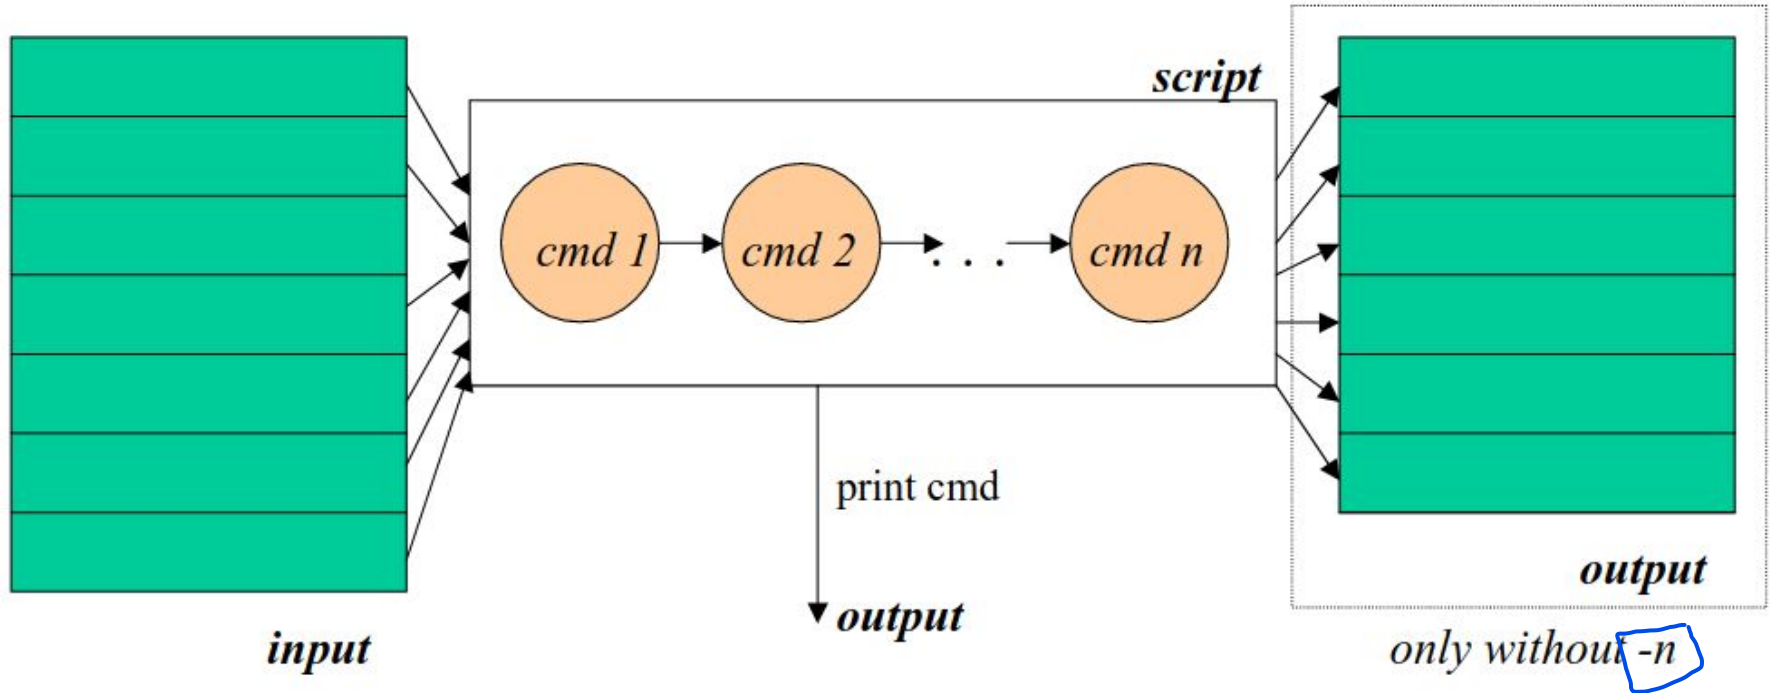 script
cmd 1
cmd 2
. . .
cmd n
print cmd
output
output
input
only without -n